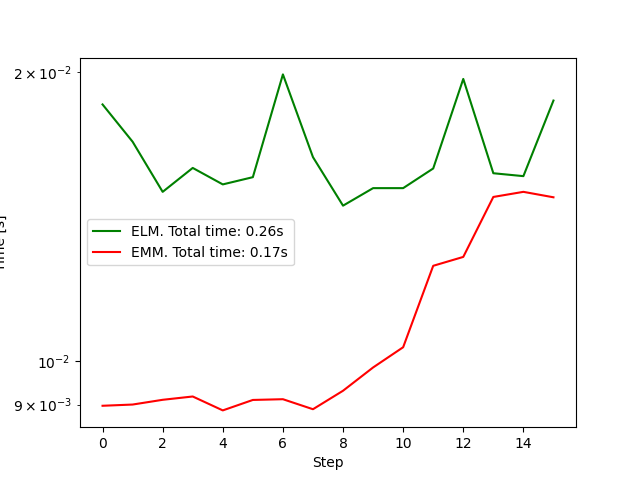 2 × 10⁻²
10⁻²
9 × 10⁻³
ELM. Total time: 0.26s
EMM. Total time: 0.17s
0 2 4 6 8 10 12 14
Step